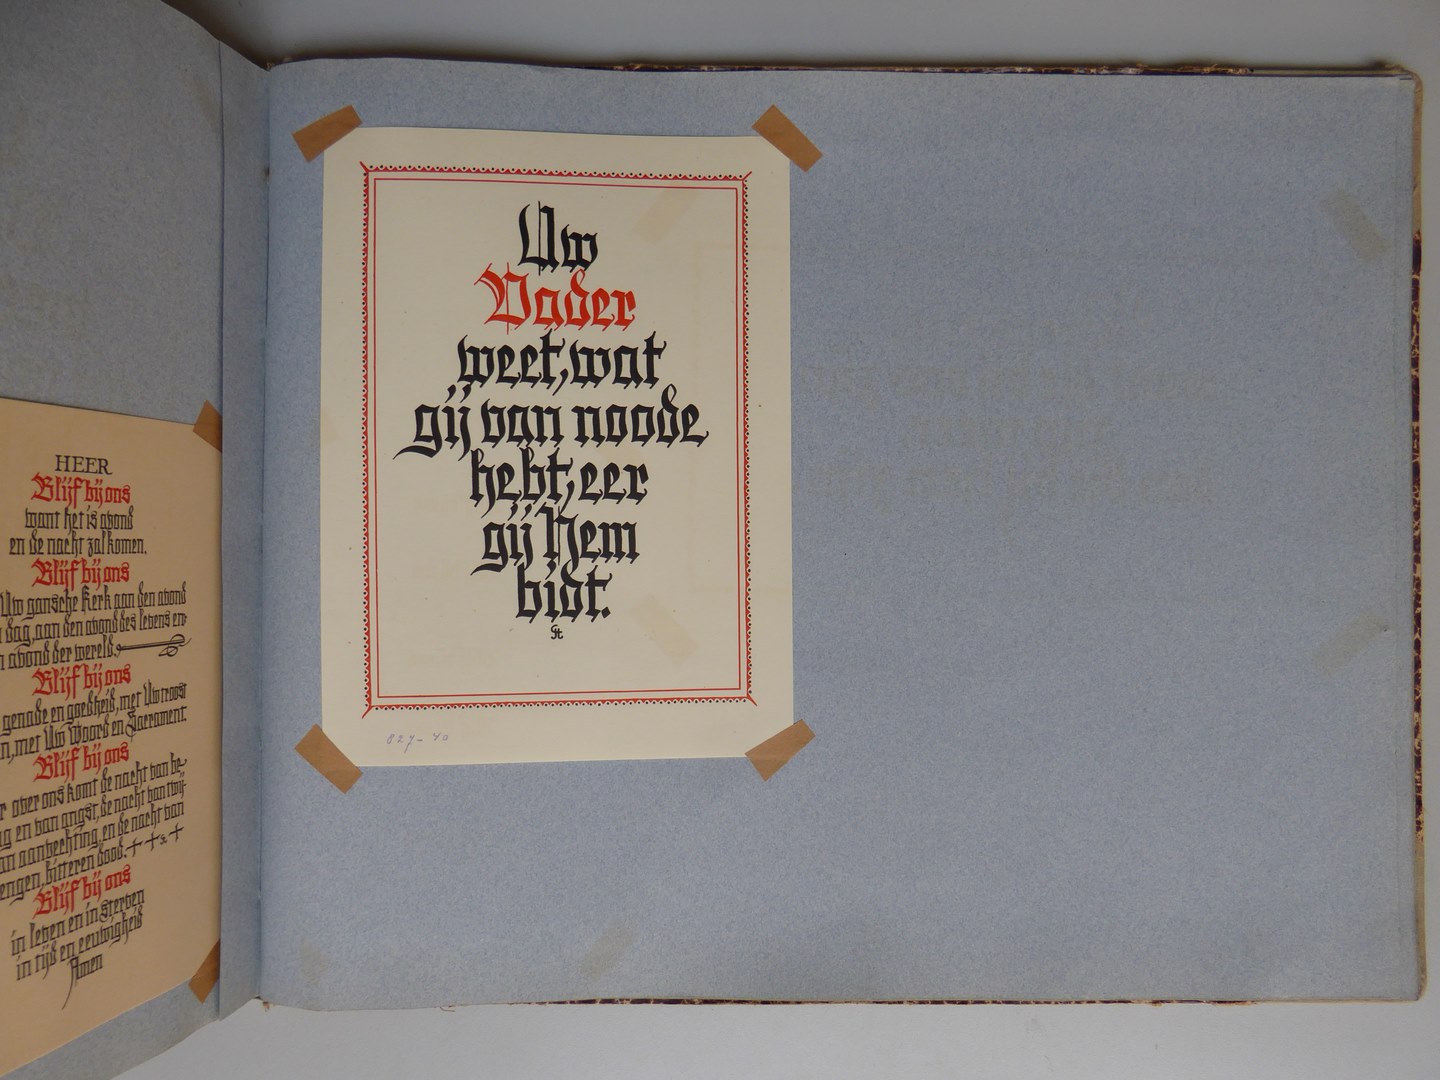 HEER
Blijf bij ons
want het is avond
en de nacht zal komen.
Blijf bij ons
Uw gansche Kerk aan den avond
dag, aan den avond des levens en
avond der wereld.
Blijf bij ons
genade en goedheid, met Uw troost
met Uw Woord en Sacrament.
Blijf bij ons
over ons komt de nacht van be-
en van angst, de nacht van twij-
aanvechting, en de nacht van
bitteren dood.
Blijf bij ons
in leven en in sterven
in tijd en eeuwigheid
Amen
Uw
Vader
weet, wat
gij van noode
hebt, eer
gij Hem
bidt.
827-40